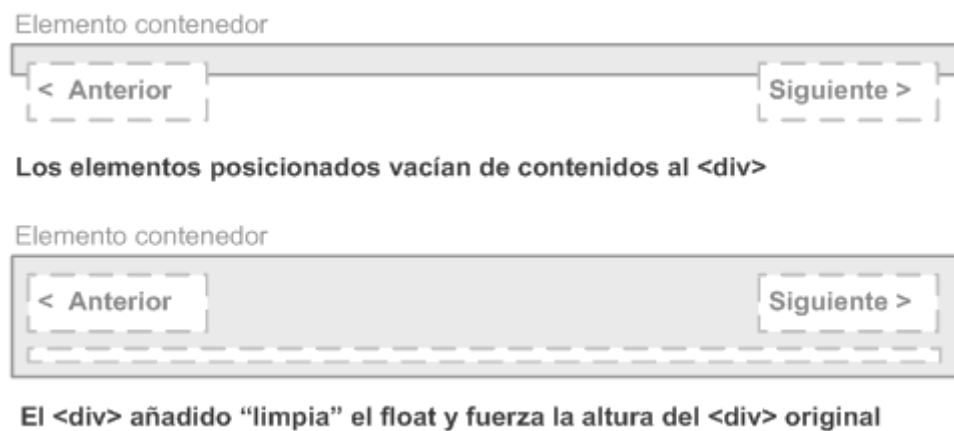 Elemento contenedor
< Anterior
Siguiente >
Los elementos posicionados vacían de contenidos al <div>
Elemento contenedor
< Anterior
Siguiente >
El <div> añadido “limpia” el float y fuerza la altura del <div> original